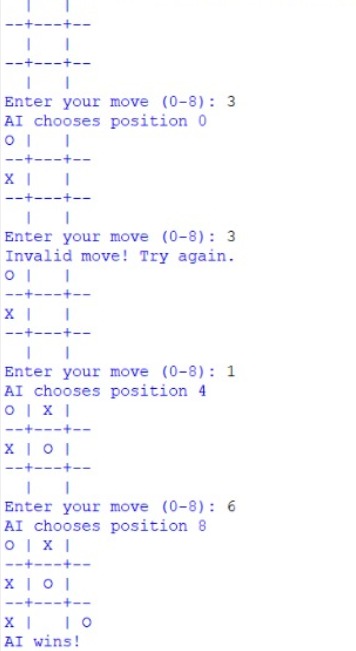 |   |
--+---+--
  |   |
--+---+--
  |   |
Enter your move (0-8): 3
AI chooses position 0
O |   |
--+---+--
X |   |
--+---+--
  |   |
Enter your move (0-8): 3
Invalid move! Try again.
O |   |
--+---+--
X |   |
--+---+--
  |   |
Enter your move (0-8): 1
AI chooses position 4
O | X |
--+---+--
X | O |
--+---+--
  |   |
Enter your move (0-8): 6
AI chooses position 8
O | X |
--+---+--
X | O |
--+---+--
X |   | O
AI wins!